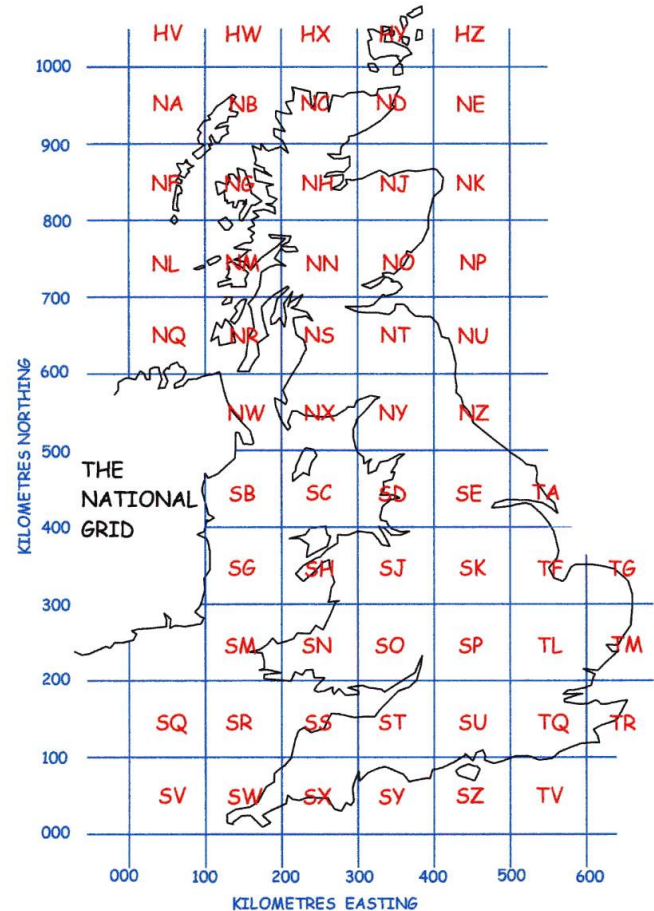 HV HW HX HY HZ
1000
NA NB NC ND NE
900
NF NG NH NJ NK
800
NL NM NN NO NP
700
NQ NR NS NT NU
600
NW NX NY NZ
500
THE
NATIONAL
GRID
SB SC SD SE TA
400
SG SH SJ SK TF TG
300
SM SN SO SP TL TM
200
SQ SR SS ST SU TQ TR
100
SV SW SX SY SZ TV
000
KILOMETRES NORTHING
000 100 200 300 400 500 600
KILOMETRES EASTING